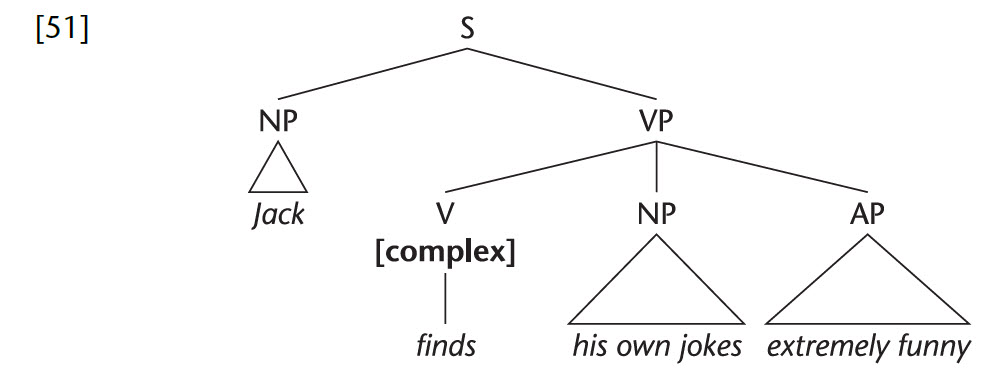 [51] S
NP VP
Jack V NP AP
[complex]
finds his own jokes extremely funny